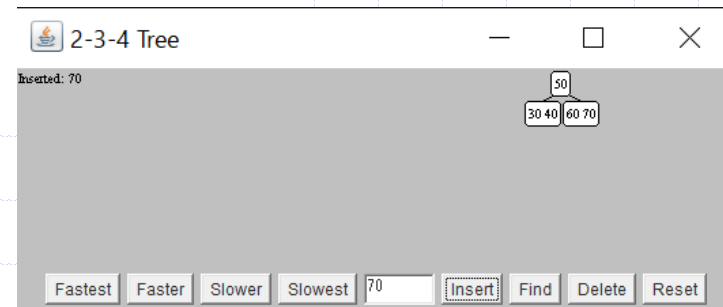 2-3-4 Tree
Inserted: 70
50
30 40 60 70
Fastest Faster Slower Slowest 70 Insert Find Delete Reset